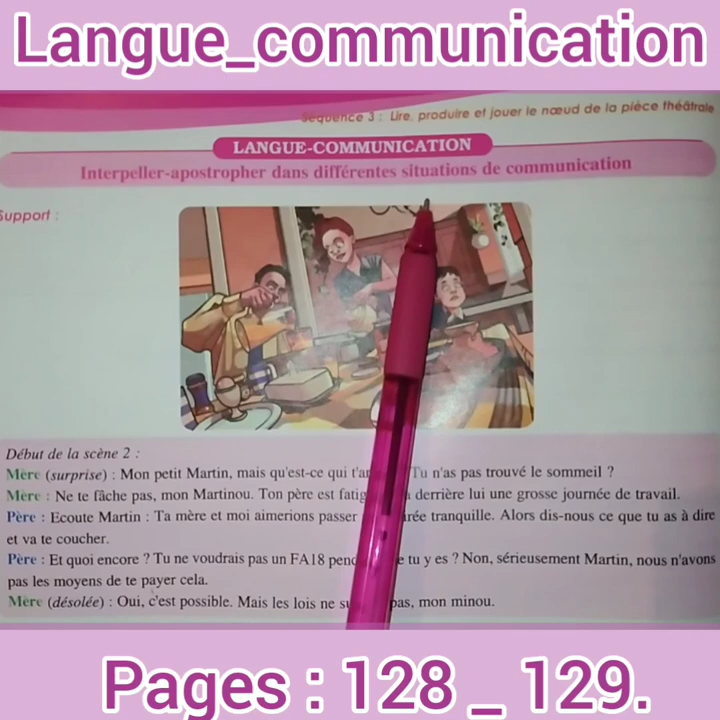 Langue_communication
Séquence 3 : Lire, produire et jouer le nœud de la pièce théâtrale
LANGUE-COMMUNICATION
Interpeller-apostropher dans différentes situations de communication
Support :
Début de la scène 2 :
Mère (surprise) : Mon petit Martin, mais qu'est-ce qui Tu n'as pas trouvé le sommeil ?
Mère : Ne te fâche pas, mon Martinou. Ton père est derrière lui une grosse journée de travail.
Père : Ecoute Martin : Ta mère et moi aimerions passer tranquille. Alors dis-nous ce que tu as à dire
et va te coucher.
Père : Et quoi encore ? Tu ne voudrais pas un FA18 tu y es ? Non, sérieusement Martin, nous n'avons
pas les moyens de te payer cela.
Mère (désolée) : Oui, c'est possible. Mais les lois ne pas, mon minou.
Pages : 128 _ 129.